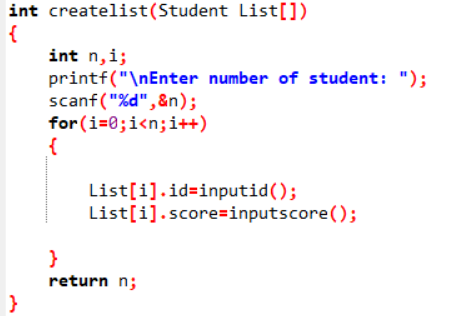 int createlist(Student List[])
{
    int n,i;
    printf("\nEnter number of student: ");
    scanf("%d",&n);
    for(i=0;i<n;i++)
    {
        List[i].id=inputid();
        List[i].score=inputscore();
    }
    return n;
}